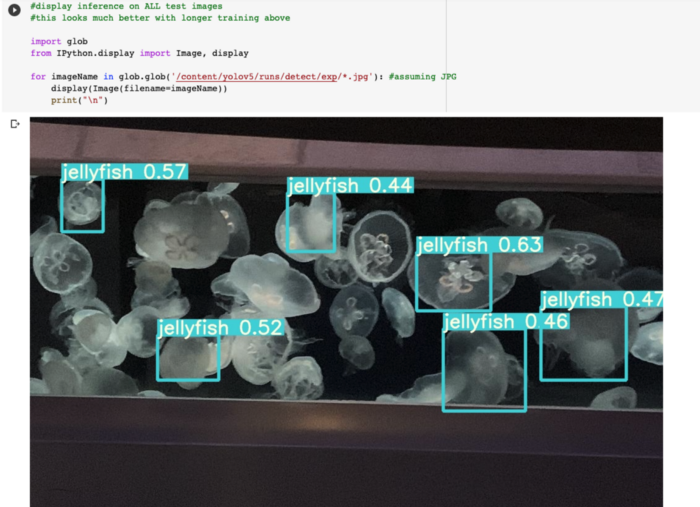 #display inference on ALL test images
#this looks much better with longer training above
import glob
from IPython.display import Image, display
for imageName in glob.glob('/content/yolov5/runs/detect/exp/*.jpg'): #assuming JPG
display(Image(filename=imageName))
print("\n")
jellyfish 0.57
jellyfish 0.44
jellyfish 0.63
jellyfish 0.47
jellyfish 0.52
jellyfish 0.46